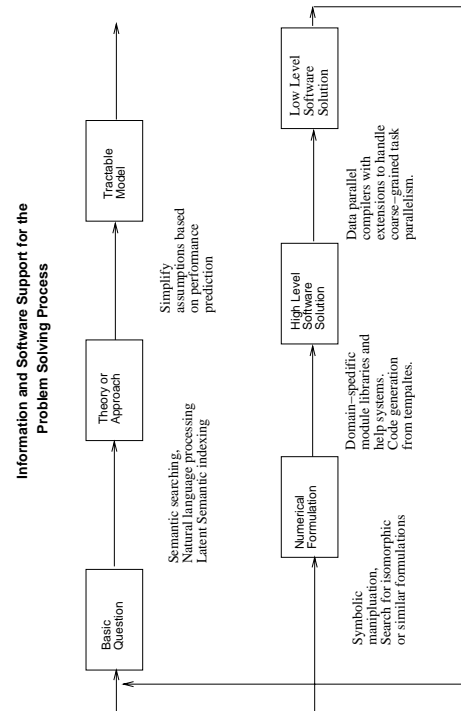 Information and Software Support for the
Problem Solving Process
Basic
Question
Semantic searching,
Natural language processing
Latent Semantic indexing
Theory or
Approach
Simplify
assumptions based
on performance
prediction
Tractable
Model
Symbolic
manipluation,
Search for isomorphic
or similar formulations
Numerical
Formulation
Domain−spedific
module libraries and
help systems.
Code generation
from tempaltes.
High Level
Software
Solution
Data parallel
compilers with
extensions to handle
coarse−grained task
parallelism.
Low Level
Software
Solution